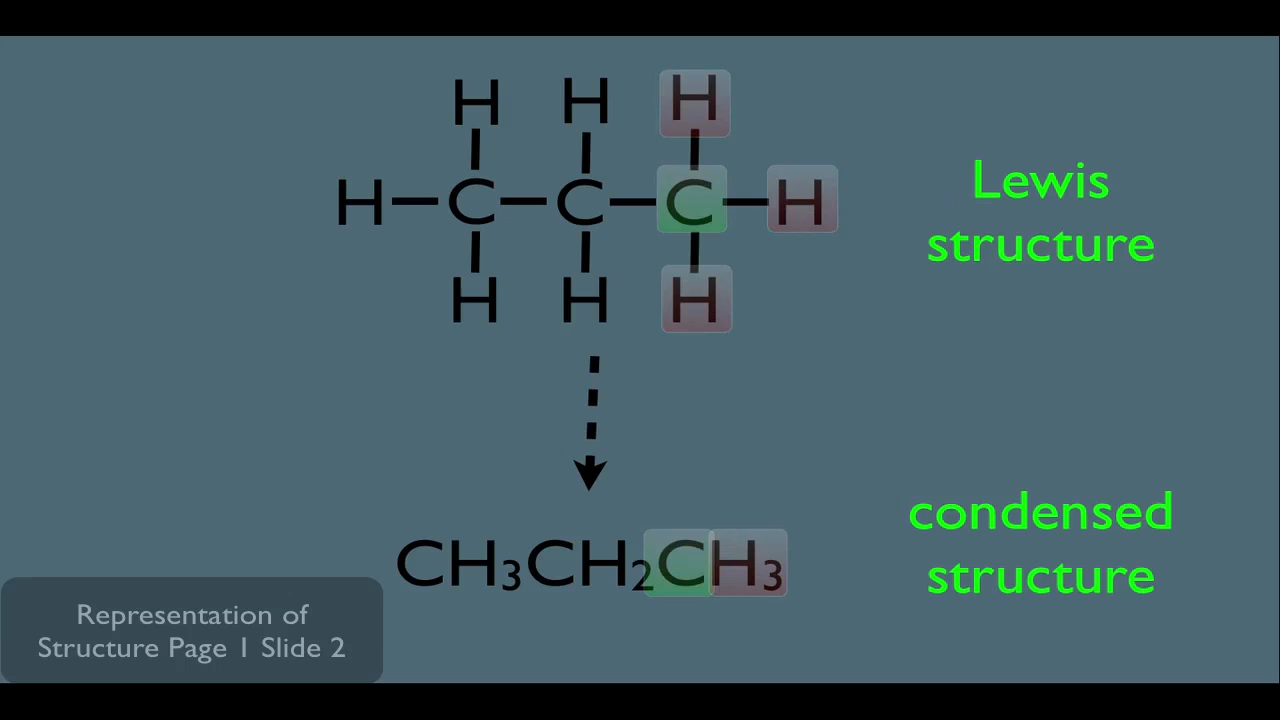 H H H
H C C C H
H H H
Lewis
structure
CH₃CH₂CH₃
condensed
structure
Representation of
Structure Page 1 Slide 2